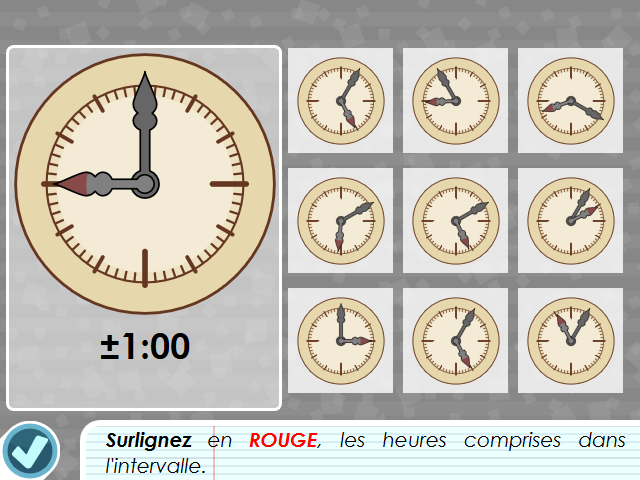 ±1:00
Surlignez en ROUGE, les heures comprises dans
l'intervalle.